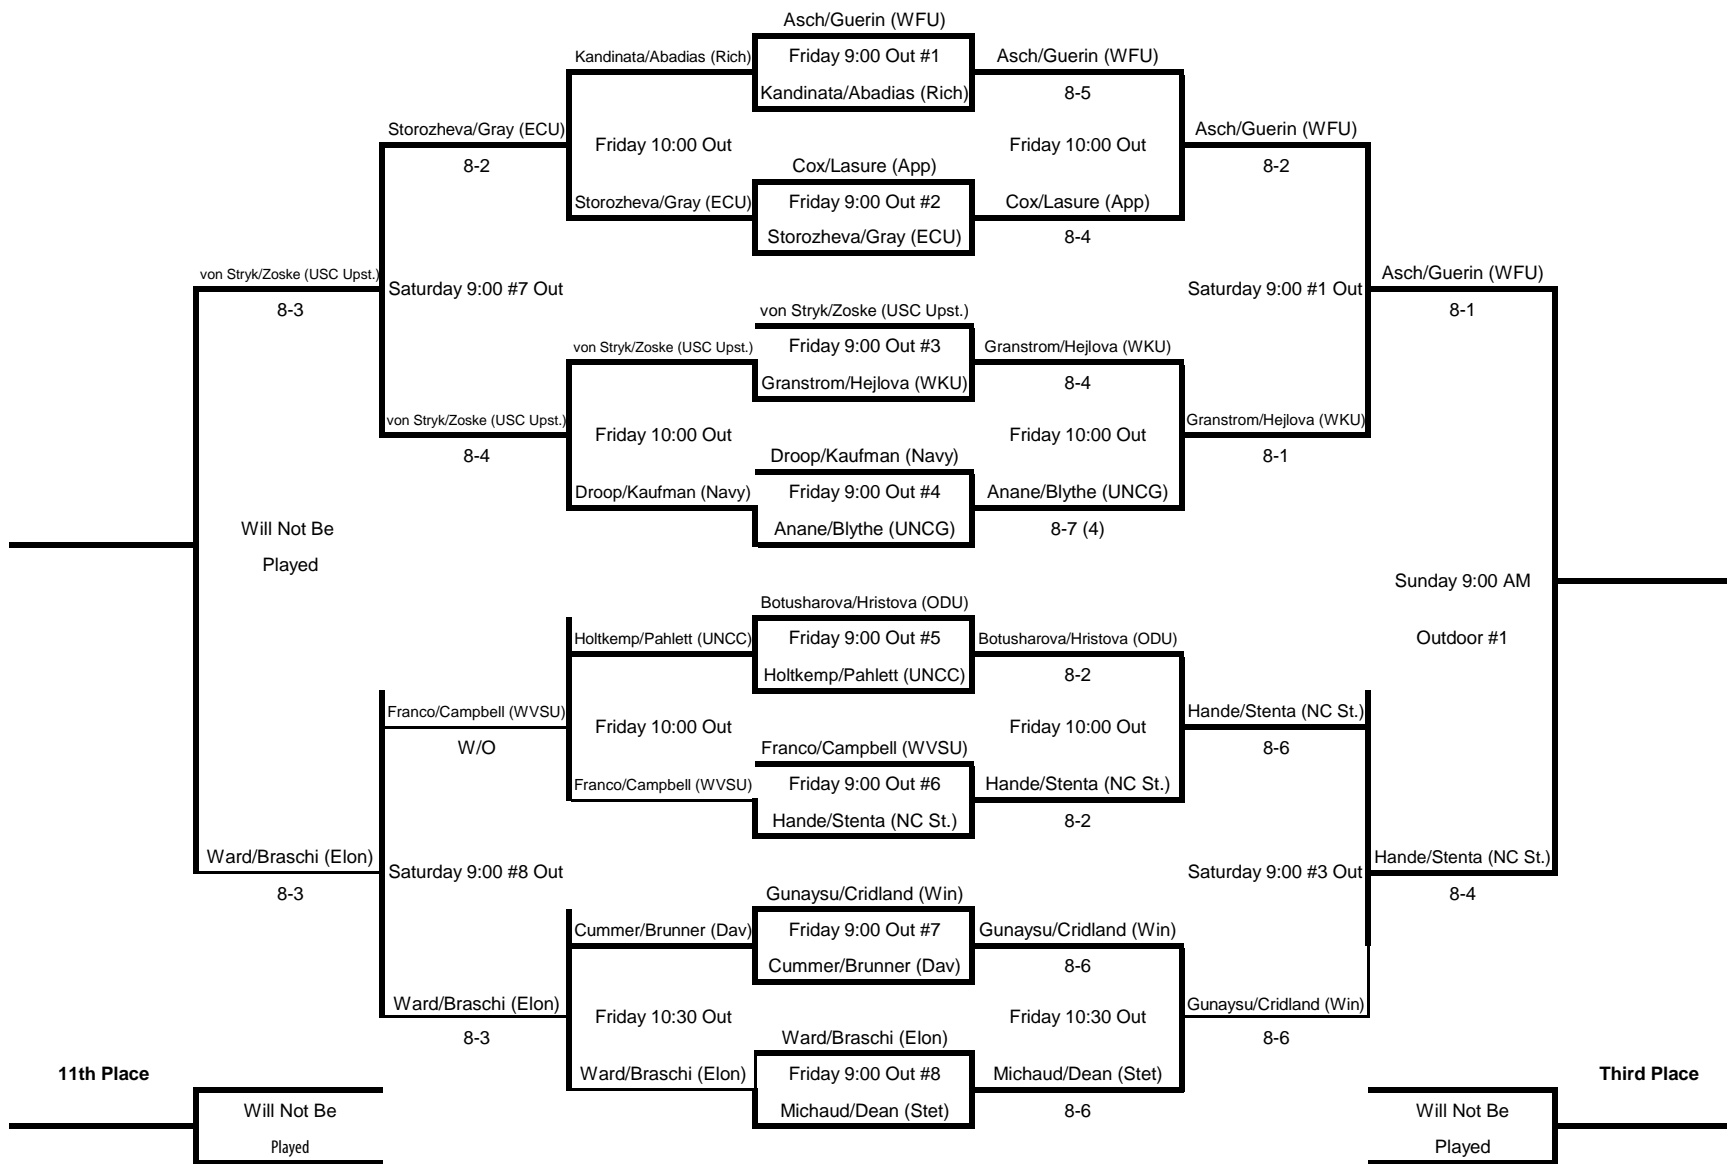 Asch/Guerin (WFU)
Kandinata/Abadias (Rich) Friday 9:00 Out #1 Asch/Guerin (WFU)
Kandinata/Abadias (Rich) 8-5
Storozheva/Gray (ECU) Friday 10:00 Out Friday 10:00 Out Asch/Guerin (WFU)
8-2 Cox/Lasure (App) 8-2
Storozheva/Gray (ECU) Friday 9:00 Out #2 Cox/Lasure (App)
Storozheva/Gray (ECU) 8-4
von Stryk/Zoske (USC Upst.) Saturday 9:00 #7 Out Saturday 9:00 #1 Out Asch/Guerin (WFU)
8-3 von Stryk/Zoske (USC Upst.) 8-1
von Stryk/Zoske (USC Upst.) Friday 9:00 Out #3 Granstrom/Hejlova (WKU)
Granstrom/Hejlova (WKU) 8-4
von Stryk/Zoske (USC Upst.) Friday 10:00 Out Friday 10:00 Out Granstrom/Hejlova (WKU)
8-4 Droop/Kaufman (Navy) 8-1
Droop/Kaufman (Navy) Friday 9:00 Out #4 Anane/Blythe (UNCG)
Will Not Be Anane/Blythe (UNCG) 8-7 (4)
Played
Sunday 9:00 AM
Botusharova/Hristova (ODU)
Holtkemp/Pahlett (UNCC) Friday 9:00 Out #5 Botusharova/Hristova (ODU) Outdoor #1
Holtkemp/Pahlett (UNCC) 8-2
Franco/Campbell (WVSU) Friday 10:00 Out Friday 10:00 Out Hande/Stenta (NC St.)
W/O Franco/Campbell (WVSU) 8-6
Franco/Campbell (WVSU) Friday 9:00 Out #6 Hande/Stenta (NC St.)
Hande/Stenta (NC St.) 8-2
Ward/Braschi (Elon) Saturday 9:00 #8 Out Saturday 9:00 #3 Out Hande/Stenta (NC St.)
8-3 Gunaysu/Cridland (Win) 8-4
Cummer/Brunner (Dav) Friday 9:00 Out #7 Gunaysu/Cridland (Win)
Cummer/Brunner (Dav) 8-6
Ward/Braschi (Elon) Friday 10:30 Out Friday 10:30 Out Gunaysu/Cridland (Win)
8-3 Ward/Braschi (Elon) 8-6
11th Place Ward/Braschi (Elon) Friday 9:00 Out #8 Michaud/Dean (Stet) Third Place
Will Not Be Michaud/Dean (Stet) 8-6 Will Not Be
Played Played